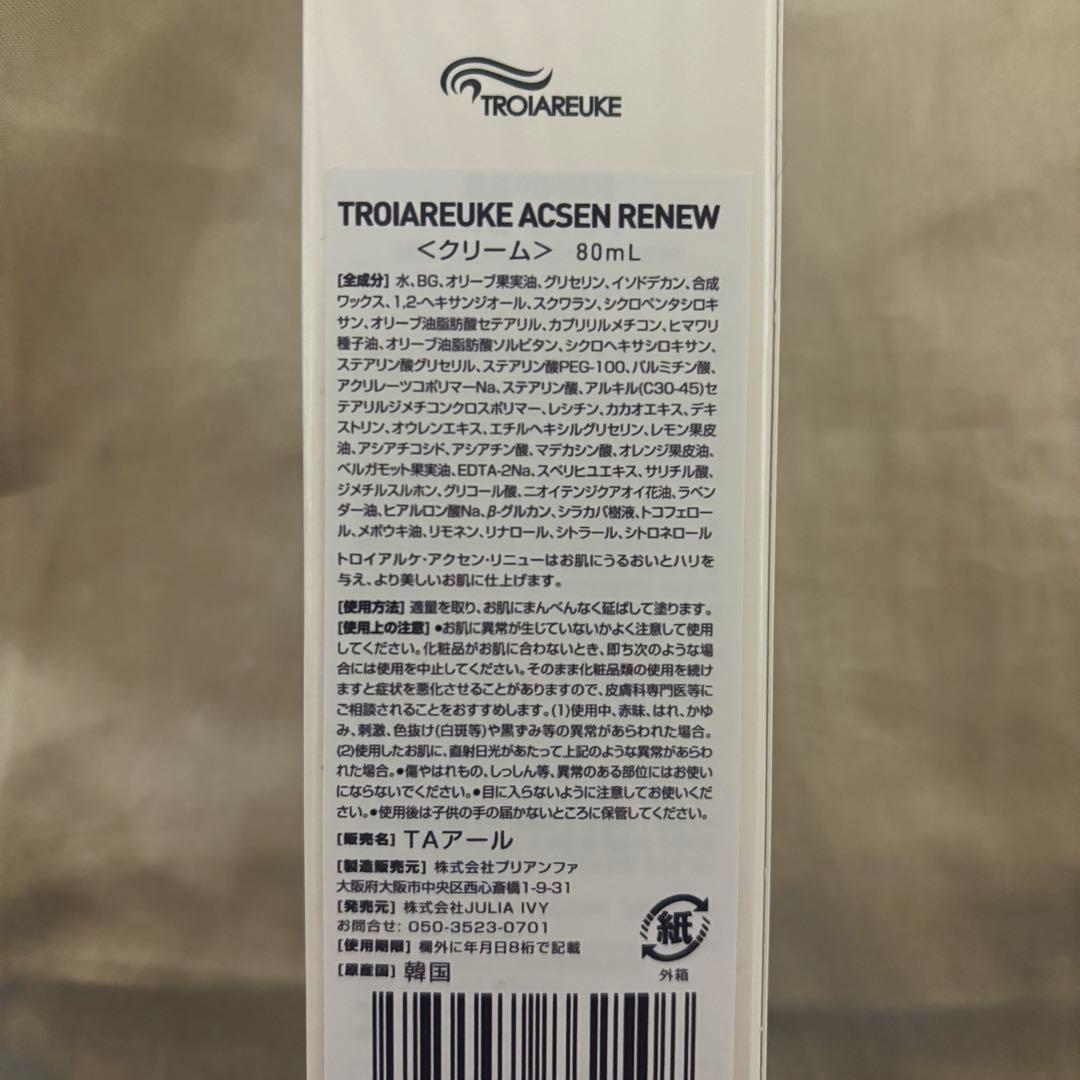 TROIAREUKE
TROIAREUKE ACSEN RENEW
＜クリーム＞ 80mL
[全成分] 水、BG、オリーブ果実油、グリセリン、イソドデカン、合成
ワックス、1,2-ヘキサンジオール、スクワラン、シクロペンタシロキ
サン、オリーブ油脂肪酸セテアリル、カプリリルメチコン、ヒマワリ
種子油、オリーブ油脂肪酸ソルビタン、シクロヘキサシロキサン、
ステアリン酸グリセリル、ステアリン酸PEG-100、パルミチン酸、
アクリレーツコポリマーNa、ステアリン酸、アルキル(C30-45)セ
テアリルジメチコンクロスポリマー、レシチン、カカオエキス、デキ
ストリン、オウレンエキス、エチルヘキシルグリセリン、レモン果皮
油、アシアチコシド、アシアチン酸、マデカシン酸、オレンジ果皮油、
ベルガモット果実油、EDTA-2Na、スベリヒユエキス、サリチル酸、
ジメチルスルホン、グリコール酸、ニオイテンジクアオイ花油、ラベン
ダー油、ヒアルロン酸Na、β-グルカン、シラカバ樹液、トコフェロー
ル、メボウキ油、リモネン、リナロール、シトラール、シトロネロール
トロイアルケ・アクセン・リニューはお肌にうるおいとハリを
与え、より美しいお肌に仕上げます。
[使用方法] 適量を取り、お肌にまんべんなく延ばして塗ります。
[使用上の注意] ●お肌に異常が生じていないかよく注意して使用
してください。化粧品がお肌に合わないとき、即ち次のような場
合には使用を中止してください。そのまま化粧品類の使用を続け
ますと症状を悪化させることがありますので、皮膚科専門医等に
ご相談されることをおすすめします。(1)使用中、赤味、はれ、かゆ
み、刺激、色抜け(白斑等)や黒ずみ等の異常があらわれた場合。
(2)使用したお肌に、直射日光があたって上記のような異常があらわ
れた場合。●傷やはれもの、しっしん等、異常のある部位にはお使い
にならないでください。●目に入らないように注意してお使いくだ
さい。●使用後は子供の手の届かないところに保管してください。
[販売名] TAアール
[製造販売元] 株式会社プリアンファ
大阪府大阪市中央区西心斎橋1-9-31
[発売元] 株式会社JULIA IVY
お問合せ: 050-3523-0701
[使用期限] 欄外に年月日8桁で記載
[原産国] 韓国
紙
外箱